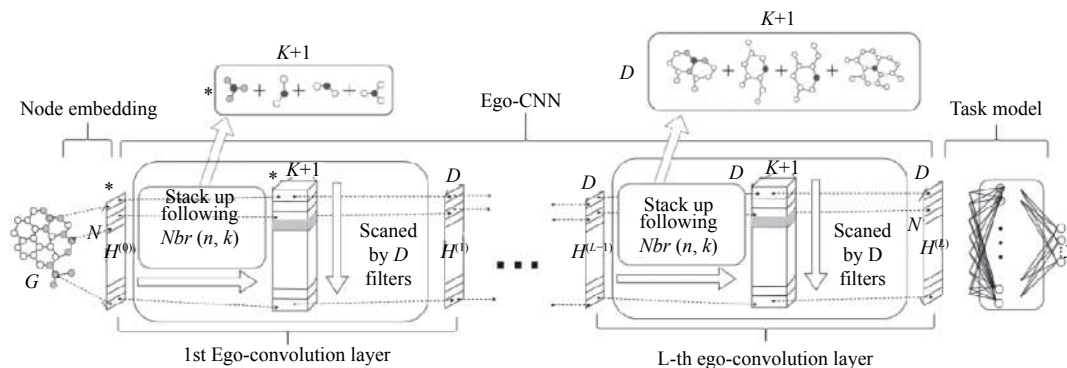 K+1
K+1
*
D
Node embedding
Ego-CNN
Task model
*
*
K+1
D
D
D
K+1
D
Stack up
following
Nbr (n, k)
Stack up
following
Nbr (n, k)
N
H(0))
Scaned
by D
filters
H(1)
H(L−1)
Scaned
by D
filters
N
H(L)
G
1st Ego-convolution layer
L-th ego-convolution layer